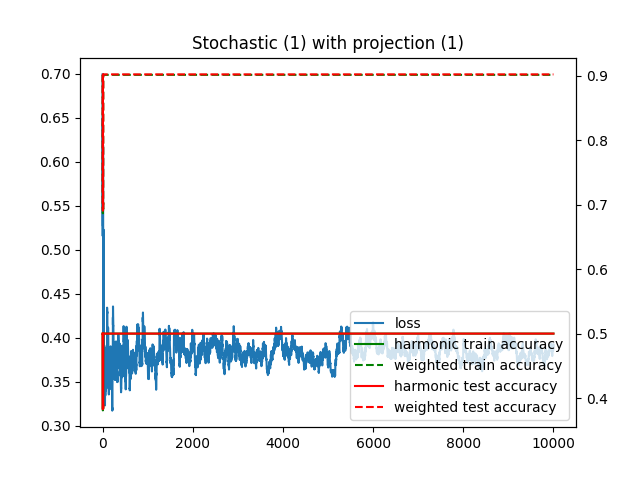 Stochastic (1) with projection (1)
0.70
0.65
0.60
0.55
0.50
0.45
0.40
0.35
0.30
0.9
0.8
0.7
0.6
0.5
0.4
loss
harmonic train accuracy
weighted train accuracy
harmonic test accuracy
weighted test accuracy
0 2000 4000 6000 8000 10000